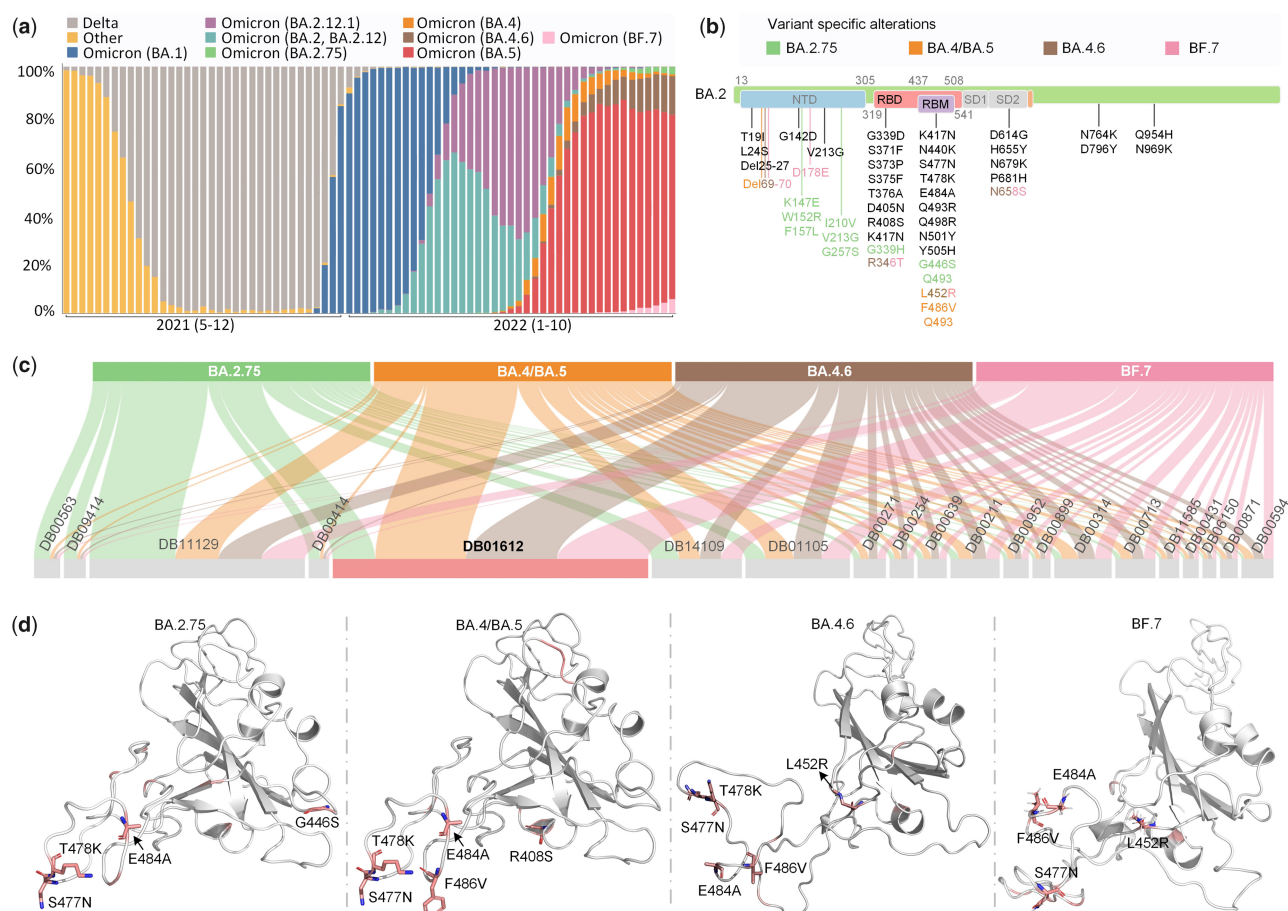 (a)
Delta
Other
Omicron (BA.1)
Omicron (BA.2.12.1)
Omicron (BA.2, BA.2.12)
Omicron (BA.2.75)
Omicron (BA.4)
Omicron (BA.4.6)
Omicron (BA.5)
Omicron (BF.7)
100%
80%
60%
40%
20%
0%
2021 (5-12)
2022 (1-10)
(b)
Variant specific alterations
BA.2.75
BA.4/BA.5
BA.4.6
BF.7
13 305 437 508
BA.2
NTD
RBD
RBM
SD1
SD2
319 541
T19I
L24S
Del25-27
Del69-70
G142D
V213G
D178E
K147E
W152R
F157L
I210V
V213G
G257S
G339D
S371F
S373P
S375F
T376A
D405N
R408S
K417N
G339H
R346T
K417N
N440K
S477N
T478K
E484A
Q493R
Q498R
N501Y
Y505H
G446S
Q493
L452R
F486V
Q493
D614G
H655Y
N679K
P681H
N658S
N764K
D796Y
Q954H
N969K
(c)
BA.2.75
BA.4/BA.5
BA.4.6
BF.7
DB00563
DB09414
DB11129
DB09414
DB01612
DB14109
DB01105
DB00271
DB00254
DB00639
DB00211
DB00952
DB00899
DB00314
DB00713
DB11585
DB00431
DB06150
DB00871
DB00594
(d)
BA.2.75
G446S
T478K
E484A
S477N
BA.4/BA.5
T478K
E484A
R408S
S477N
F486V
BA.4.6
L452R
T478K
S477N
F486V
E484A
BF.7
E484A
F486V
L452R
S477N